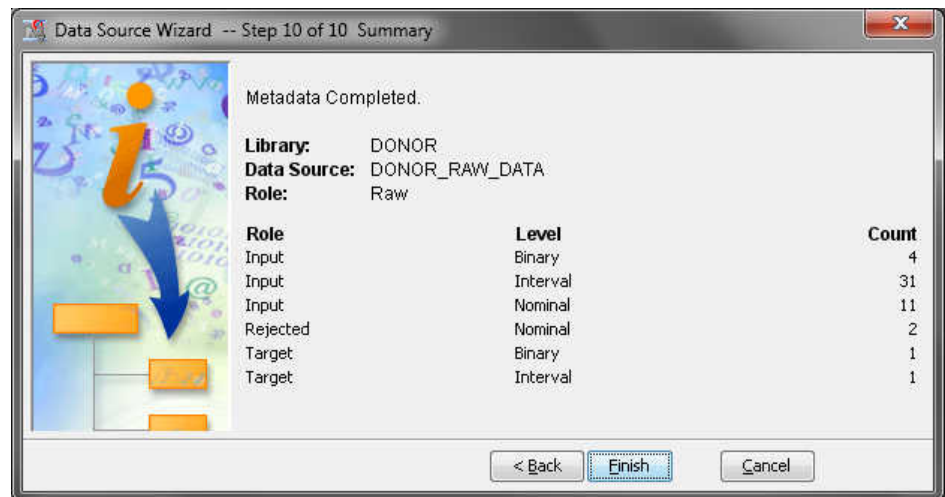 Data Source Wizard -- Step 10 of 10 Summary
Metadata Completed.
Library: DONOR
Data Source: DONOR_RAW_DATA
Role: Raw
Role Level Count
Input Binary 4
Input Interval 31
Input Nominal 11
Rejected Nominal 2
Target Binary 1
Target Interval 1
< Back Finish Cancel